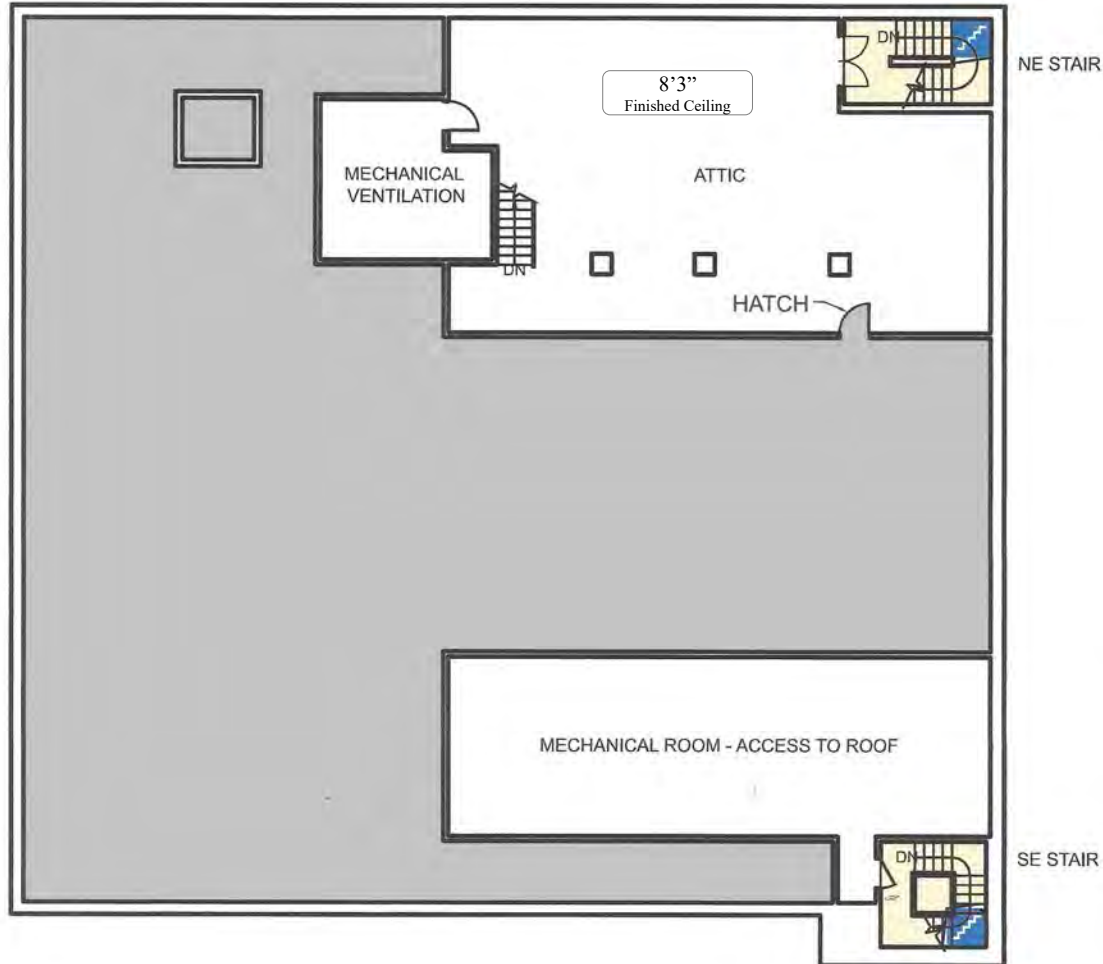 DN
NE STAIR
8’3”
Finished Ceiling
MECHANICAL
VENTILATION
ATTIC
DN
HATCH
MECHANICAL ROOM - ACCESS TO ROOF
DN
SE STAIR